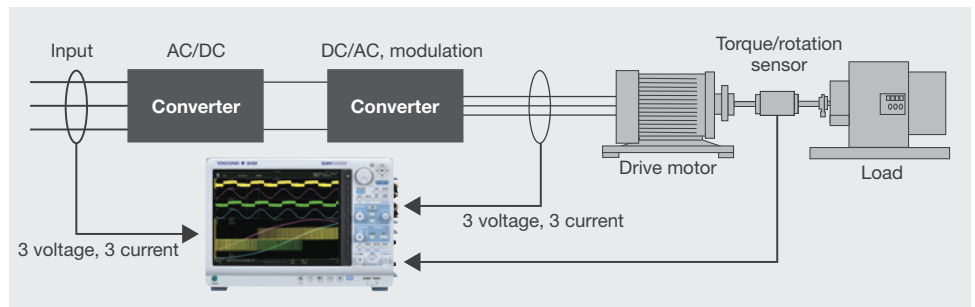 Input
AC/DC
DC/AC, modulation
Torque/rotation
sensor
Converter
Converter
Drive motor
Load
YOKOGAWA
3 voltage, 3 current
3 voltage, 3 current